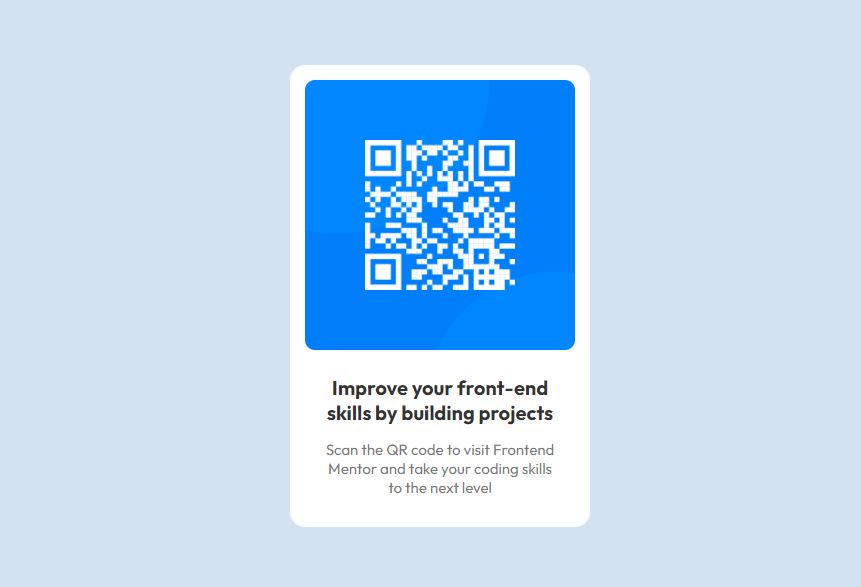 Improve your front-end
skills by building projects
Scan the QR code to visit Frontend
Mentor and take your coding skills
to the next level